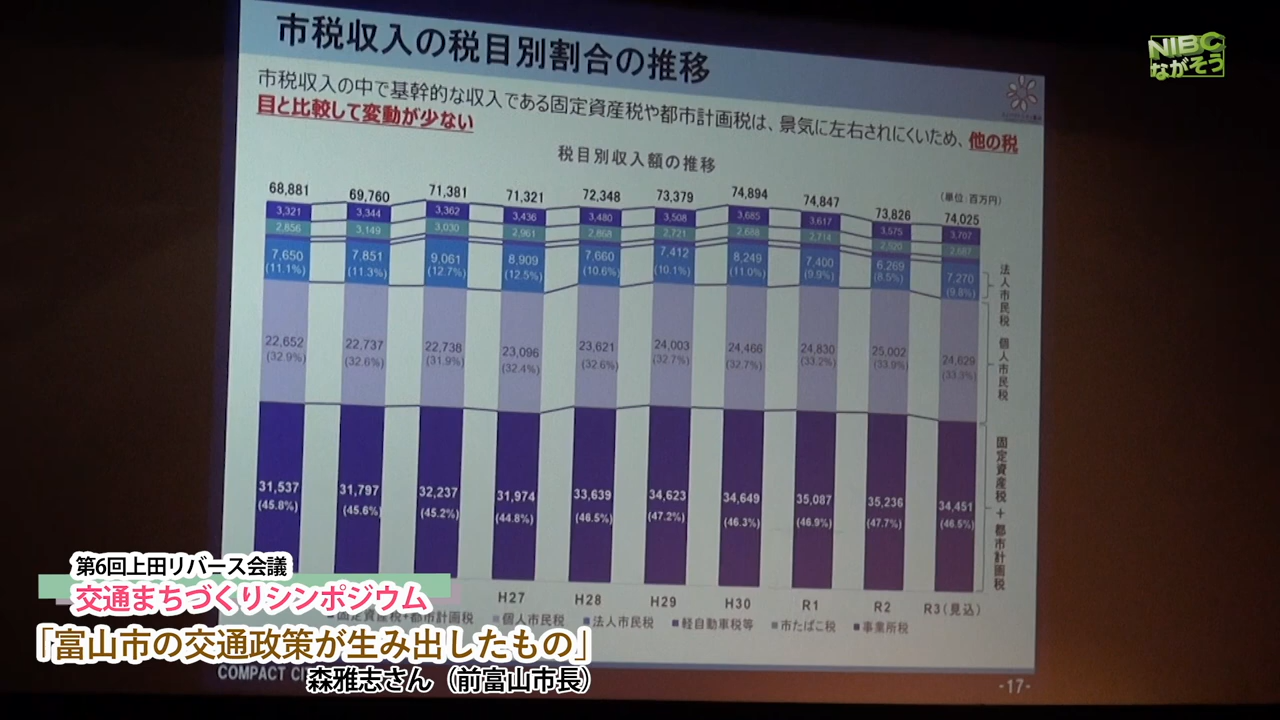 市税収入の税目別割合の推移
NIBC
ながそう
市税収入の中で基幹的な収入である固定資産税や都市計画税は、景気に左右されにくいため、他の税
目と比較して変動が少ない
税目別収入額の推移
(単位:百万円)
68,881 69,760 71,381 71,321 72,348 73,379 74,894 74,847 73,826 74,025
3,321 3,344 3,362 3,436 3,480 3,508 3,685 3,617 3,575 3,707
2,856 3,149 3,030 2,961 2,868 2,721 2,688 2,714
7,650 7,851 9,061 8,909 7,660 7,412 8,249 7,400 6,269 7,270
(11.1%) (11.3%) (12.7%) (12.5%) (10.6%) (10.1%) (11.0%) (9.9%) (8.5%) (9.8%)
法人市民税
22,652 22,737 22,738 23,096 23,621 24,003 24,466 24,830 25,002 24,629
(32.9%) (32.6%) (31.9%) (32.4%) (32.6%) (32.7%) (32.7%) (33.2%) (33.9%) (33.3%)
個人市民税
31,537 31,797 32,237 31,974 33,639 34,623 34,649 35,087 35,236 34,451
(45.8%) (45.6%) (45.2%) (44.8%) (46.5%) (47.2%) (46.3%) (46.9%) (47.7%) (46.5%)
固定資産税+都市計画税
H27 H28 H29 H30 R1 R2 R3(見込)
固定資産税+都市計画税 ■個人市民税 ■法人市民税 ■軽自動車税等 ■市たばこ税 ■事業所税
COMPACT CI
-17-
第6回上田リバース会議
交通まちづくりシンポジウム
「富山市の交通政策が生み出したもの」
森雅志さん（前富山市長）